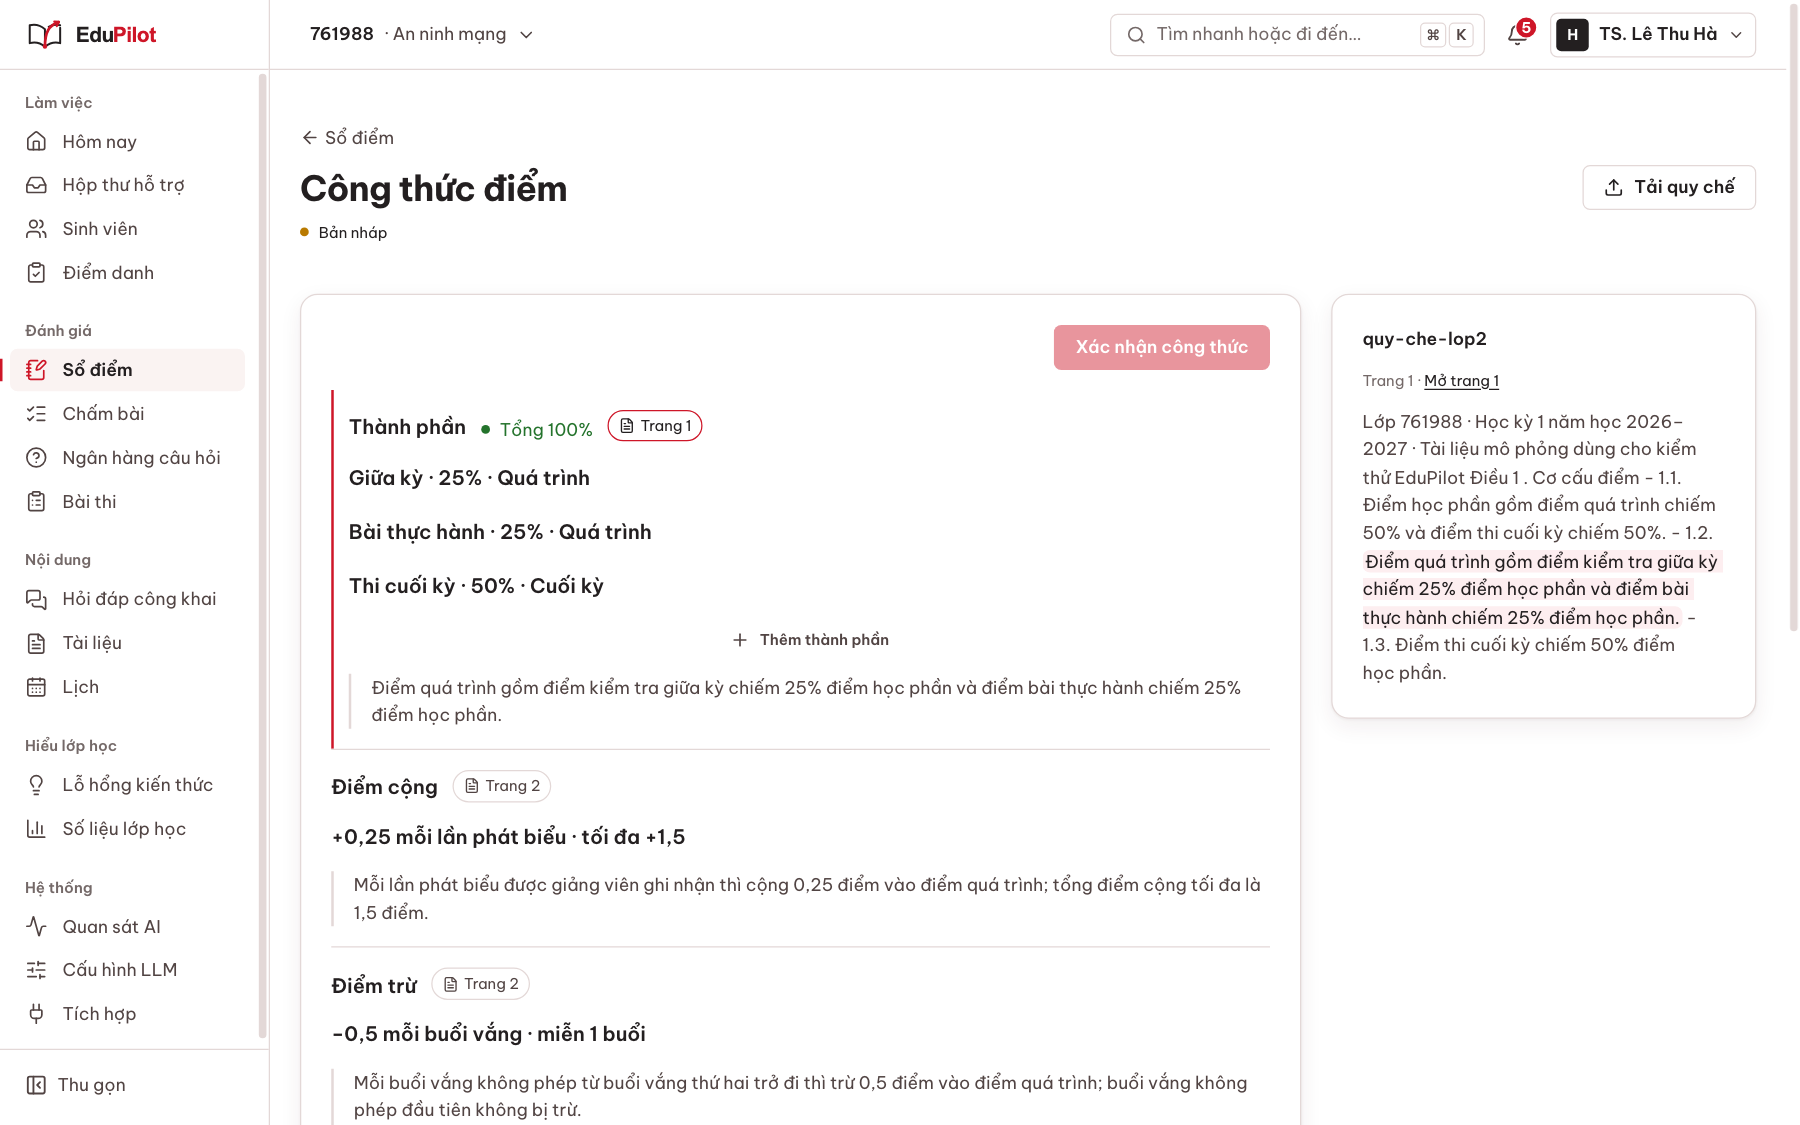 EduPilot
761988 · An ninh mạng
Tìm nhanh hoặc đi đến...
⌘ K
5
H
TS. Lê Thu Hà
Làm việc
Hôm nay
Hộp thư hỗ trợ
Sinh viên
Điểm danh
Đánh giá
Sổ điểm
Chấm bài
Ngân hàng câu hỏi
Bài thi
Nội dung
Hỏi đáp công khai
Tài liệu
Lịch
Hiểu lớp học
Lỗ hổng kiến thức
Số liệu lớp học
Hệ thống
Quan sát AI
Cấu hình LLM
Tích hợp
Thu gọn
Sổ điểm
Công thức điểm
Bản nháp
Tải quy chế
Xác nhận công thức
Thành phần
Tổng 100%
Trang 1
Giữa kỳ · 25% · Quá trình
Bài thực hành · 25% · Quá trình
Thi cuối kỳ · 50% · Cuối kỳ
Thêm thành phần
Điểm quá trình gồm điểm kiểm tra giữa kỳ chiếm 25% điểm học phần và điểm bài thực hành chiếm 25%
điểm học phần.
Điểm cộng
Trang 2
+0,25 mỗi lần phát biểu · tối đa +1,5
Mỗi lần phát biểu được giảng viên ghi nhận thì cộng 0,25 điểm vào điểm quá trình; tổng điểm cộng tối đa là
1,5 điểm.
Điểm trừ
Trang 2
−0,5 mỗi buổi vắng · miễn 1 buổi
Mỗi buổi vắng không phép từ buổi vắng thứ hai trở đi thì trừ 0,5 điểm vào điểm quá trình; buổi vắng không
phép đầu tiên không bị trừ.
quy-che-lop2
Trang 1 · Mở trang 1
Lớp 761988 · Học kỳ 1 năm học 2026–
2027 · Tài liệu mô phỏng dùng cho kiểm
thử EduPilot Điều 1 . Cơ cấu điểm - 1.1.
Điểm học phần gồm điểm quá trình chiếm
50% và điểm thi cuối kỳ chiếm 50%. - 1.2.
Điểm quá trình gồm điểm kiểm tra giữa kỳ
chiếm 25% điểm học phần và điểm bài
thực hành chiếm 25% điểm học phần. -
1.3. Điểm thi cuối kỳ chiếm 50% điểm
học phần.